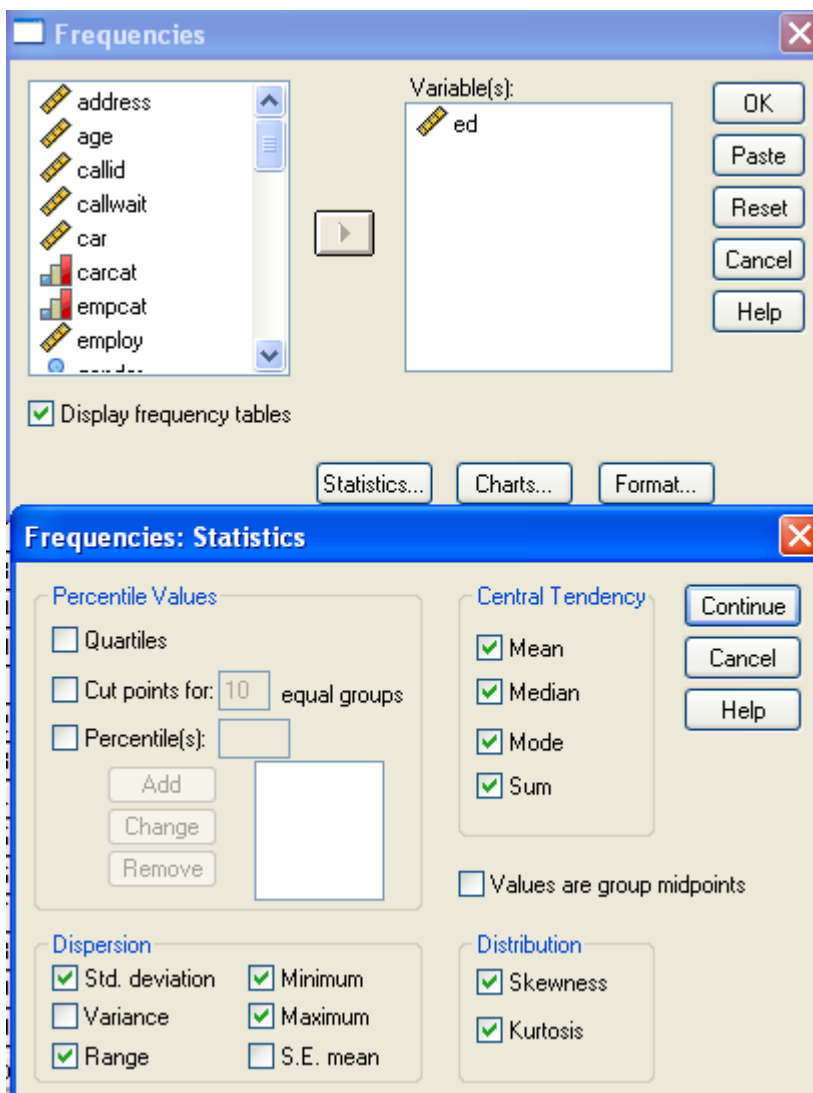 Frequencies
address
age
callid
callwait
car
carcat
empcat
employ
Variable(s):
ed
OK
Paste
Reset
Cancel
Help
Display frequency tables
Statistics...
Charts...
Format...
Frequencies: Statistics
Percentile Values
Quartiles
Cut points for: 10 equal groups
Percentile(s):
Add
Change
Remove
Central Tendency
Mean
Median
Mode
Sum
Continue
Cancel
Help
Values are group midpoints
Dispersion
Std. deviation
Minimum
Variance
Maximum
Range
S.E. mean
Distribution
Skewness
Kurtosis